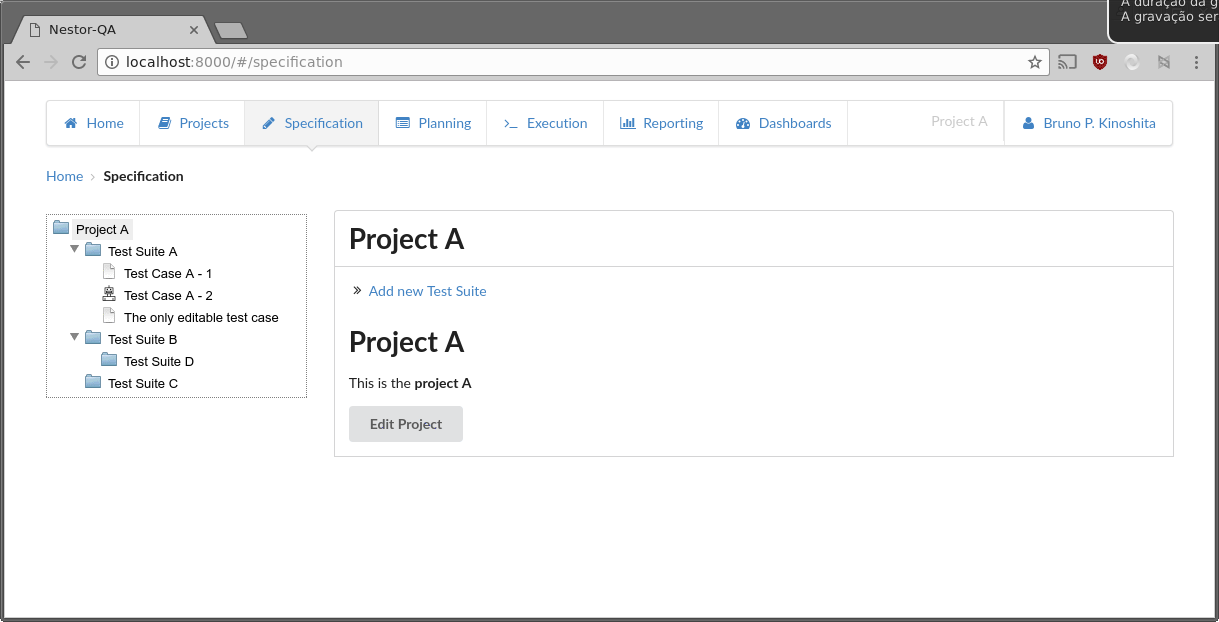 Nestor-QA
A duração da g
A gravação ser
localhost:8000/#/specification
Home Projects Specification Planning Execution Reporting Dashboards Project A Bruno P. Kinoshita
Home Specification
Project A
Test Suite A
Test Case A - 1
Test Case A - 2
The only editable test case
Test Suite B
Test Suite D
Test Suite C
Project A
» Add new Test Suite
Project A
This is the project A
Edit Project